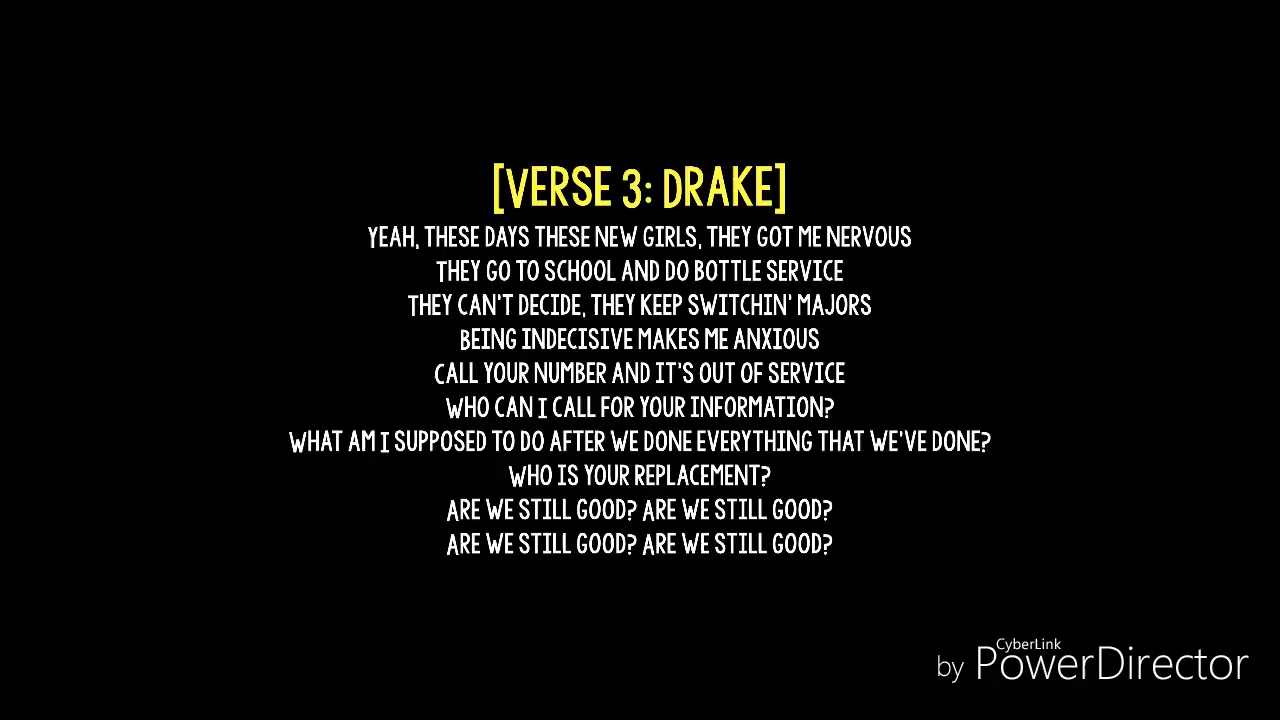 [VERSE 3: DRAKE]
YEAH, THESE DAYS THESE NEW GIRLS, THEY GOT ME NERVOUS
THEY GO TO SCHOOL AND DO BOTTLE SERVICE
THEY CAN'T DECIDE, THEY KEEP SWITCHIN' MAJORS
BEING INDECISIVE MAKES ME ANXIOUS
CALL YOUR NUMBER AND IT'S OUT OF SERVICE
WHO CAN I CALL FOR YOUR INFORMATION?
WHAT AM I SUPPOSED TO DO AFTER WE DONE EVERYTHING THAT WE'VE DONE?
WHO IS YOUR REPLACEMENT?
ARE WE STILL GOOD? ARE WE STILL GOOD?
ARE WE STILL GOOD? ARE WE STILL GOOD?
CyberLink
by PowerDirector